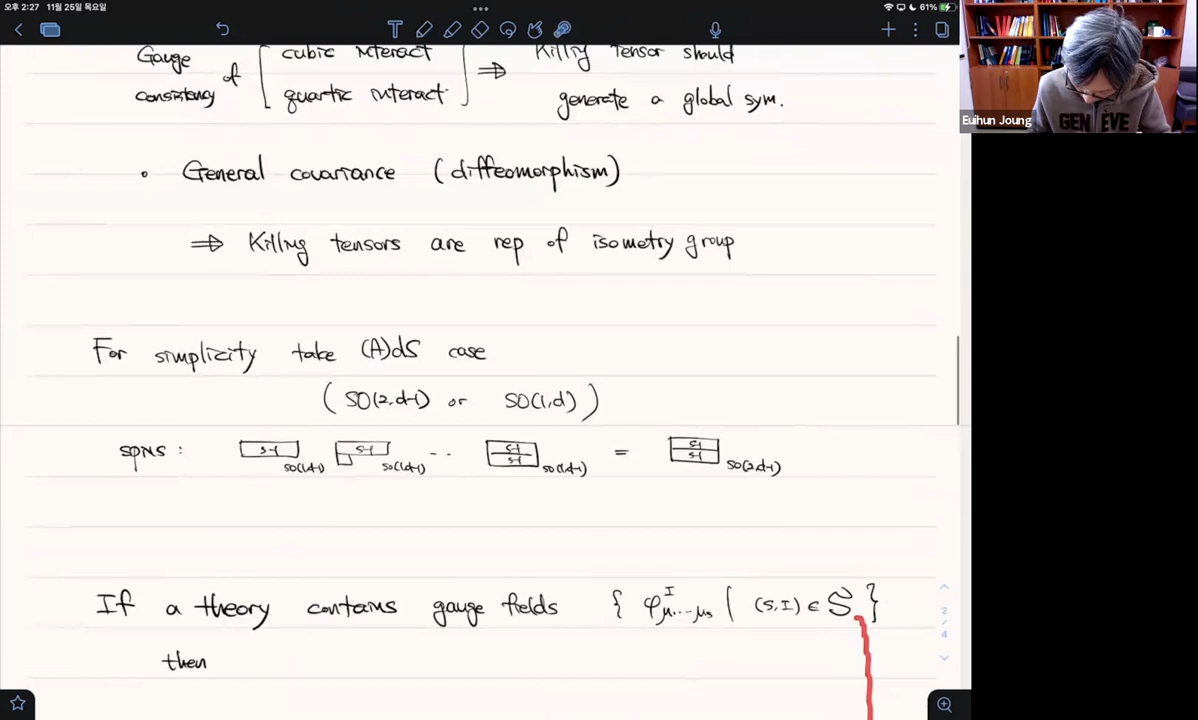 오후 2:27 11월 25일 목요일
61%
Gauge consistency of [ cubic interact
quartic interact ] ⇒ Killing tensor should
generate a global sym.
• General covariance (diffeomorphism)
⇒ Killing tensors are rep of isometry group
For simplicity take (A)dS case
( SO(2,d-1) or SO(1,d) )
spin s : s-1 SO(1,d-1) s-1 SO(1,d-1) -- s-1 s-1 SO(1,d-1) = s-1 s-1 SO(2,d-1)
If a theory contains gauge fields { φ^I_μ1...μs | (s,I) ∈ S }
then
Euihun Joung
GENEVE
2
/
4